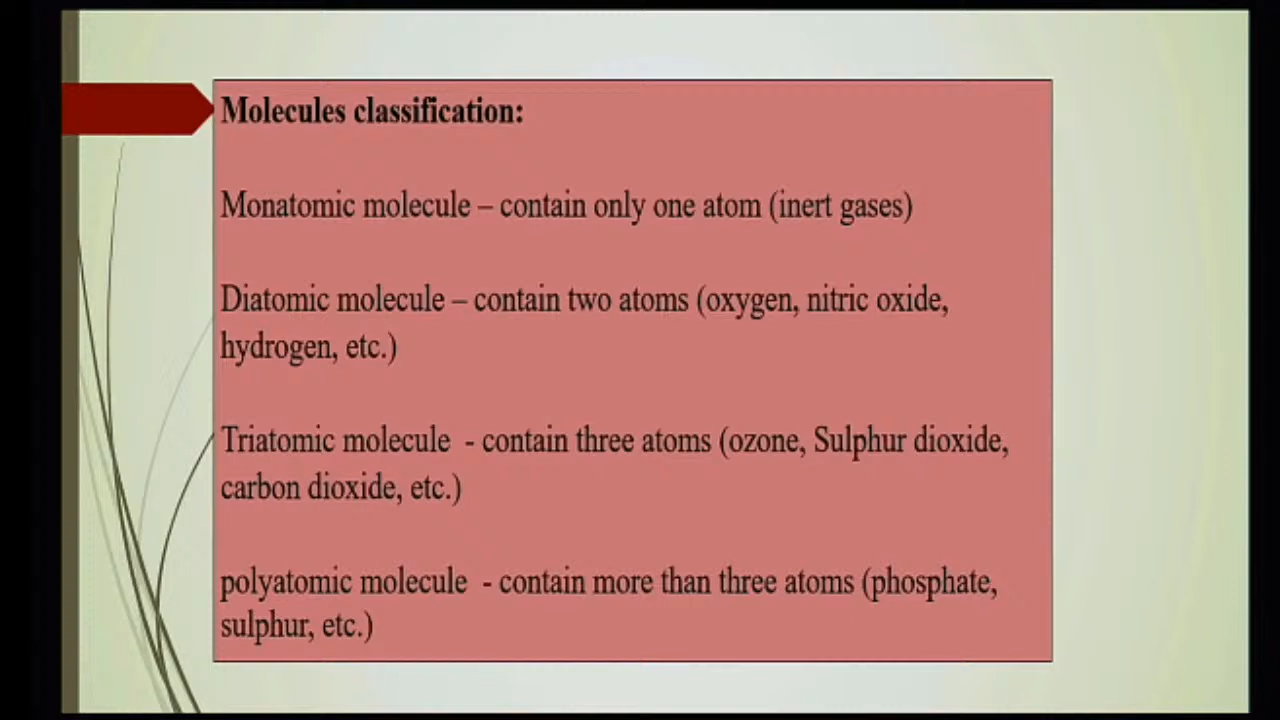 Molecules classification:
Monatomic molecule – contain only one atom (inert gases)
Diatomic molecule – contain two atoms (oxygen, nitric oxide,
hydrogen, etc.)
Triatomic molecule  - contain three atoms (ozone, Sulphur dioxide,
carbon dioxide, etc.)
polyatomic molecule  - contain more than three atoms (phosphate,
sulphur, etc.)